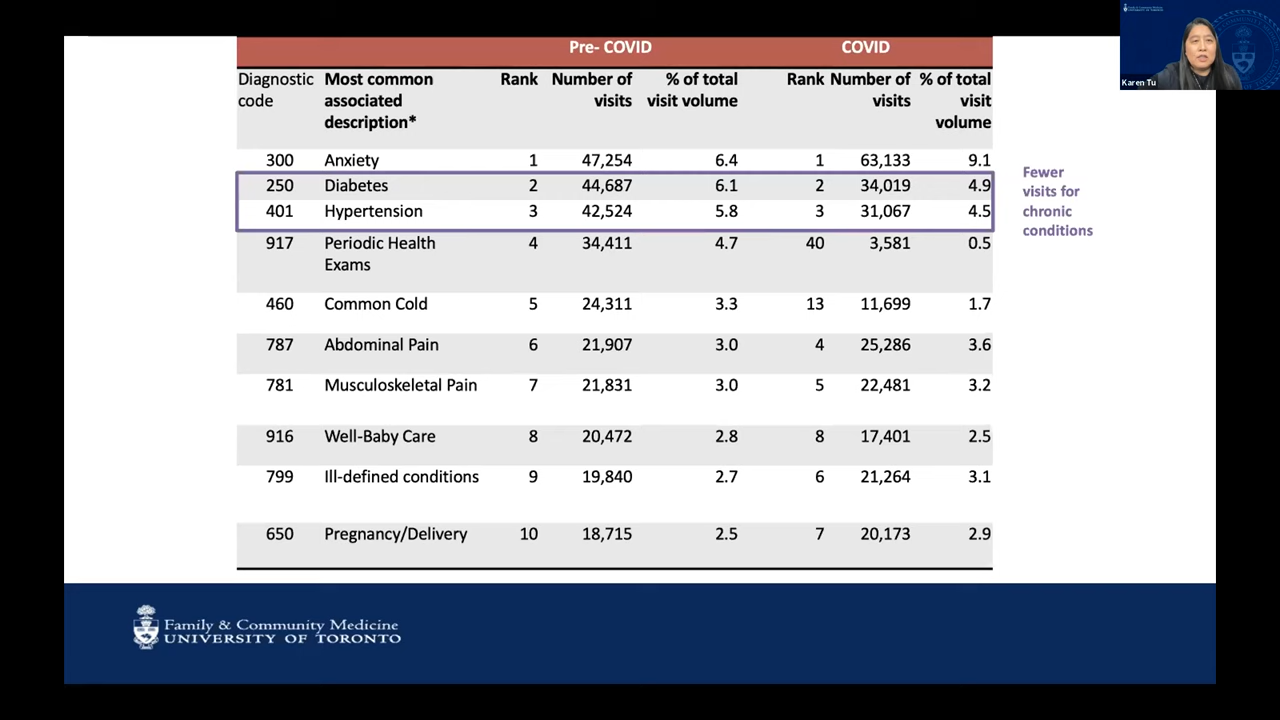 Pre- COVID COVID
Diagnostic Most common Rank Number of % of total Rank Number of % of total
code associated visits visit volume visits visit
description* volume
300 Anxiety 1 47,254 6.4 1 63,133 9.1
250 Diabetes 2 44,687 6.1 2 34,019 4.9
401 Hypertension 3 42,524 5.8 3 31,067 4.5
917 Periodic Health 4 34,411 4.7 40 3,581 0.5
Exams
460 Common Cold 5 24,311 3.3 13 11,699 1.7
787 Abdominal Pain 6 21,907 3.0 4 25,286 3.6
781 Musculoskeletal Pain 7 21,831 3.0 5 22,481 3.2
916 Well-Baby Care 8 20,472 2.8 8 17,401 2.5
799 Ill-defined conditions 9 19,840 2.7 6 21,264 3.1
650 Pregnancy/Delivery 10 18,715 2.5 7 20,173 2.9
Fewer
visits for
chronic
conditions
Family & Community Medicine
UNIVERSITY OF TORONTO
Family & Community Medicine
UNIVERSITY OF TORONTO
Karen Tu